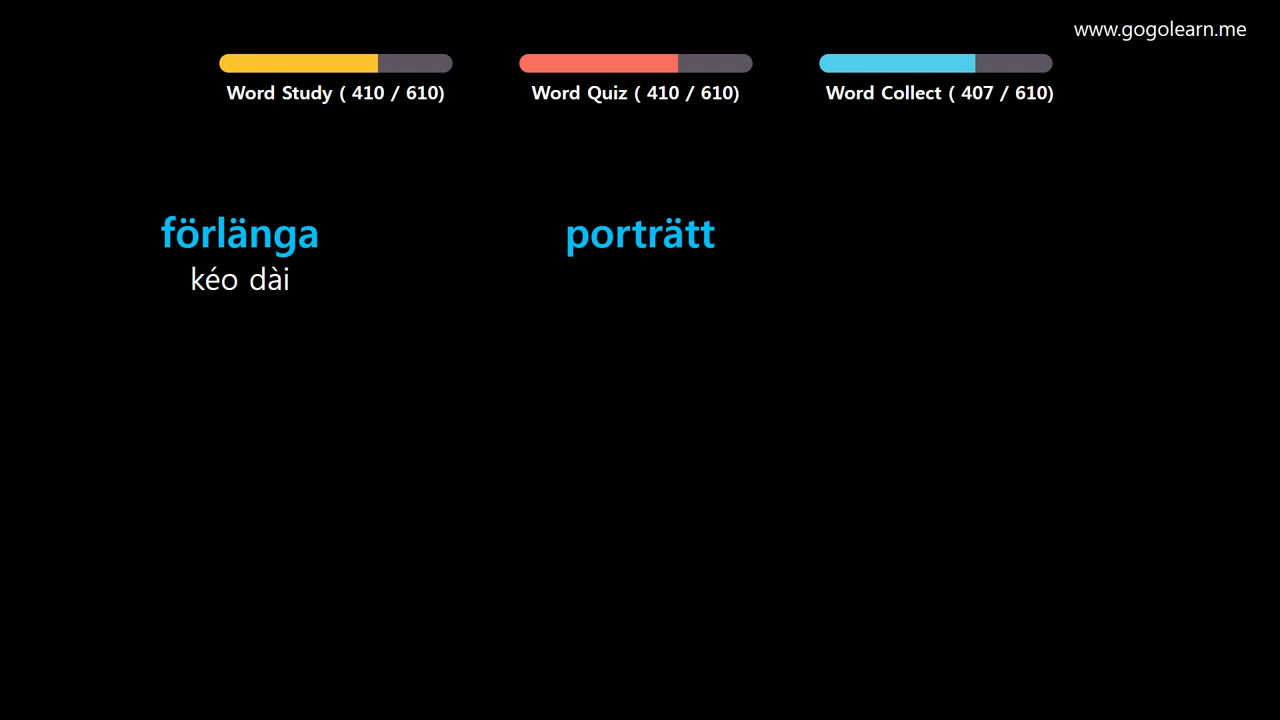 www.gogolearn.me
Word Study ( 410 / 610)
Word Quiz ( 410 / 610)
Word Collect ( 407 / 610)
förlänga
kéo dài
porträtt